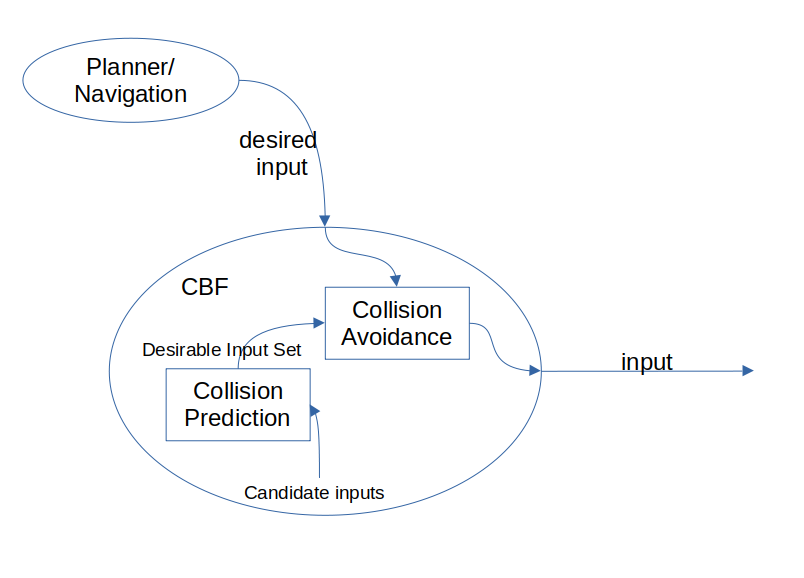 Planner/
Navigation
desired
input
CBF
Collision
Avoidance
Desirable Input Set
input
Collision
Prediction
Candidate inputs